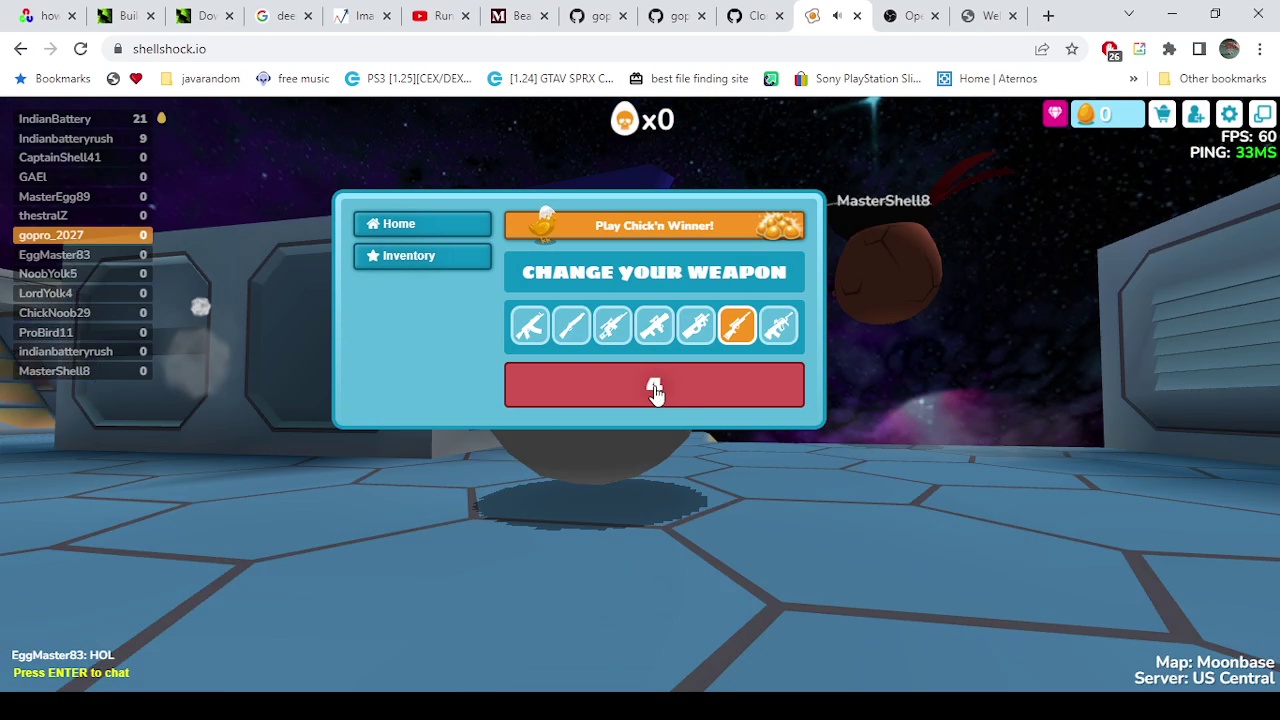 how
Buil
Dov
dee
Ima
Run
Bea
gop
gop
Clo
Ope
Wel
shellshock.io
26
Bookmarks
javarandom
free music
PS3 [1.25][CEX/DEX...
[1.24] GTAV SPRX C...
best file finding site
Sony PlayStation Sli...
Home | Aternos
»
Other bookmarks
IndianBattery 21
Indianbatteryrush 9
CaptainShell41 0
GAEl 0
MasterEgg89 0
thestralZ 0
gopro_2027 0
EggMaster83 0
NoobYolk5 0
LordYolk4 0
ChickNoob29 0
ProBird11 0
indianbatteryrush 0
MasterShell8 0
x0
0
FPS: 60
PING: 33MS
MasterShell8
Home
Inventory
Play Chick'n Winner!
CHANGE YOUR WEAPON
EggMaster83: HOL
Press ENTER to chat
Map: Moonbase
Server: US Central